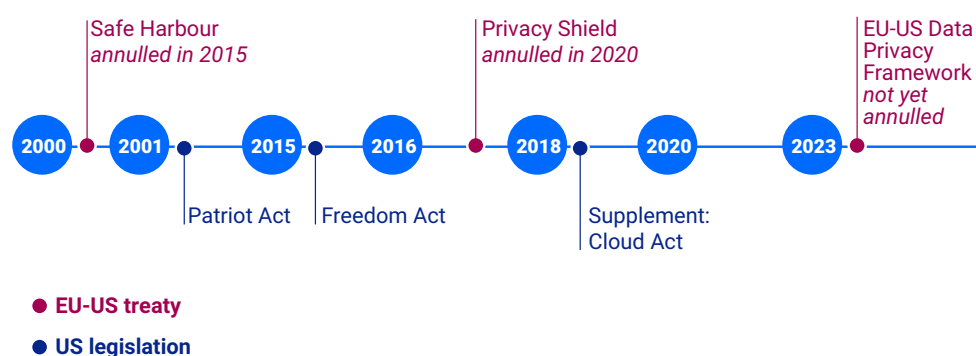 Safe Harbour
annulled in 2015
Privacy Shield
annulled in 2020
EU-US Data
Privacy
Framework
not yet
annulled
2000
2001
2015
2016
2018
2020
2023
Patriot Act
Freedom Act
Supplement:
Cloud Act
EU-US treaty
US legislation